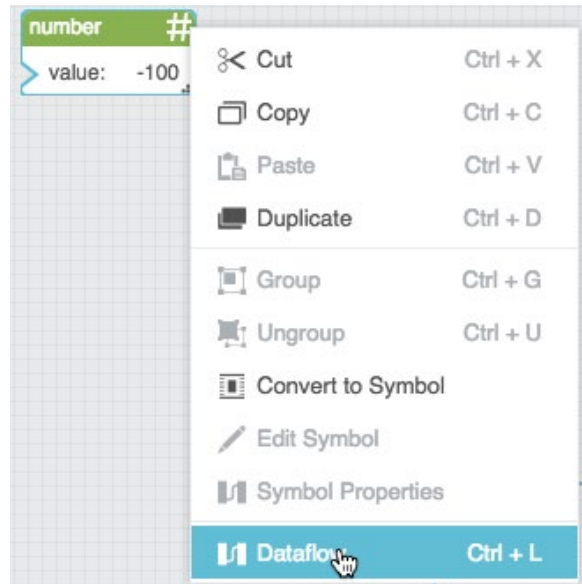 number #
value: -100
Cut Ctrl + X
Copy Ctrl + C
Paste Ctrl + V
Duplicate Ctrl + D
Group Ctrl + G
Ungroup Ctrl + U
Convert to Symbol
Edit Symbol
Symbol Properties
Dataflow Ctrl + L